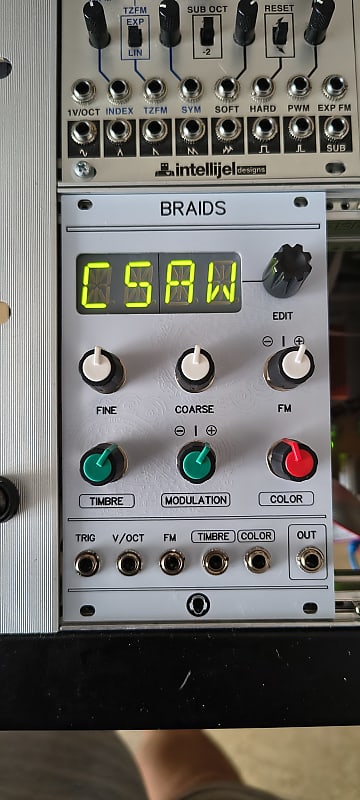 TZFM
SUB OCT
RESET
EXP
LIN
-2
1V/OCT INDEX TZFM SYM SOFT HARD PWM EXP FM
SUB
intellijel designs
BRAIDS
CSAW
EDIT
FINE COARSE FM
TIMBRE MODULATION COLOR
TRIG V/OCT FM TIMBRE COLOR OUT